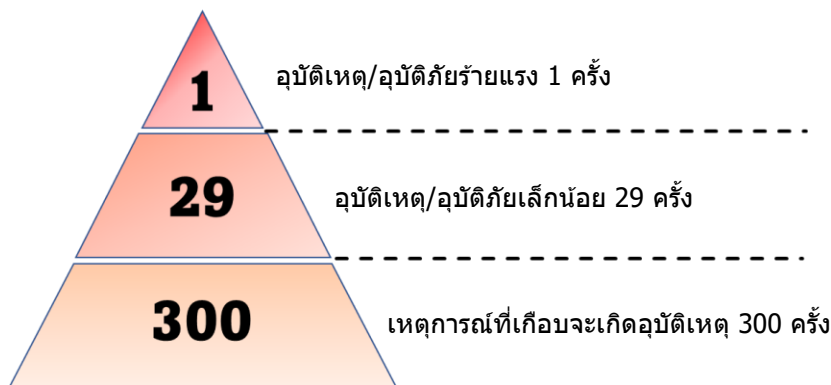 1
อุบัติเหตุ/อุบัติภัยร้ายแรง 1 ครั้ง
29
อุบัติเหตุ/อุบัติภัยเล็กน้อย 29 ครั้ง
300
เหตุการณ์ที่เกือบจะเกิดอุบัติเหตุ 300 ครั้ง